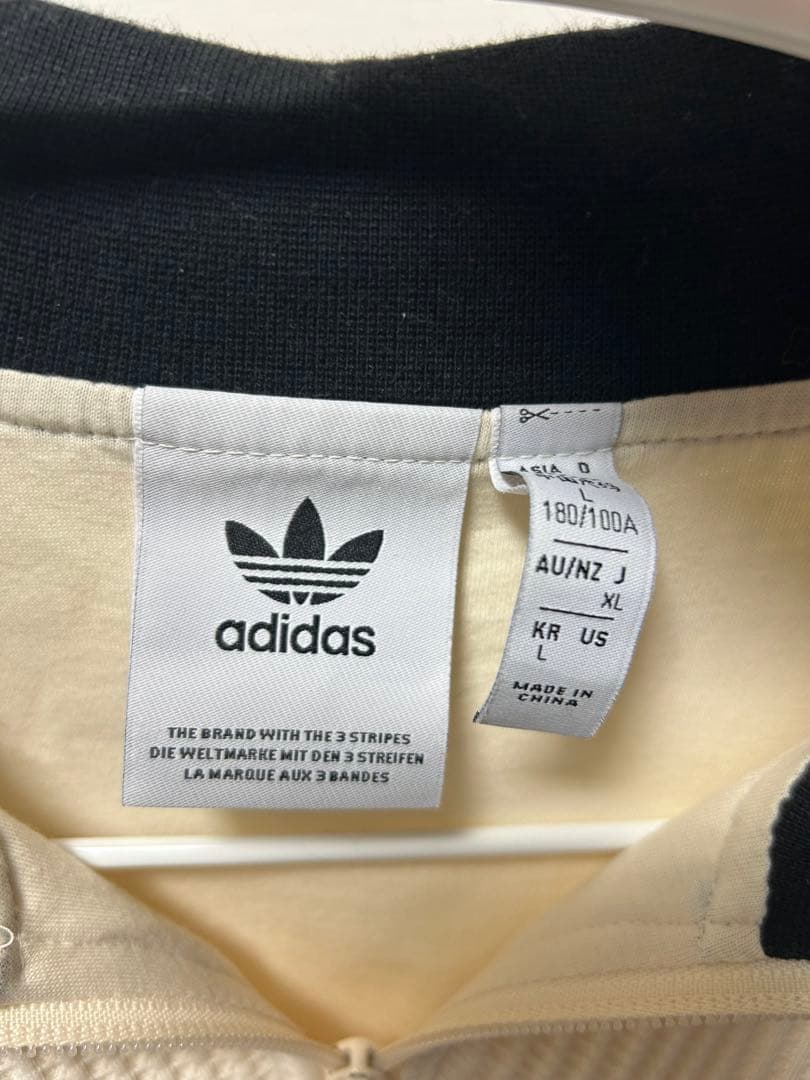 adidas
THE BRAND WITH THE 3 STRIPES
DIE WELTMARKE MIT DEN 3 STREIFEN
LA MARQUE AUX 3 BANDES
ASIA 0
L
180/100A
AU/NZ J
XL
KR US
L
MADE IN
CHINA